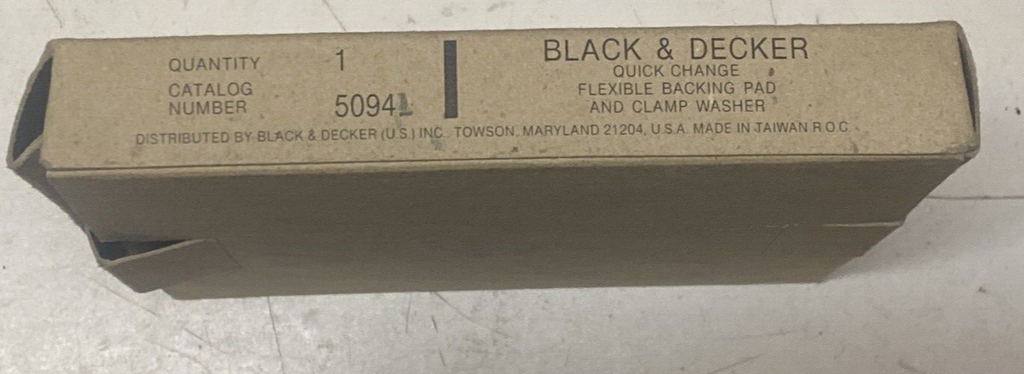 QUANTITY 1
CATALOG
NUMBER 50941
BLACK & DECKER
QUICK CHANGE
FLEXIBLE BACKING PAD
AND CLAMP WASHER
DISTRIBUTED BY BLACK & DECKER (U.S.) INC., TOWSON, MARYLAND 21204, U.S.A. MADE IN TAIWAN R.O.C.